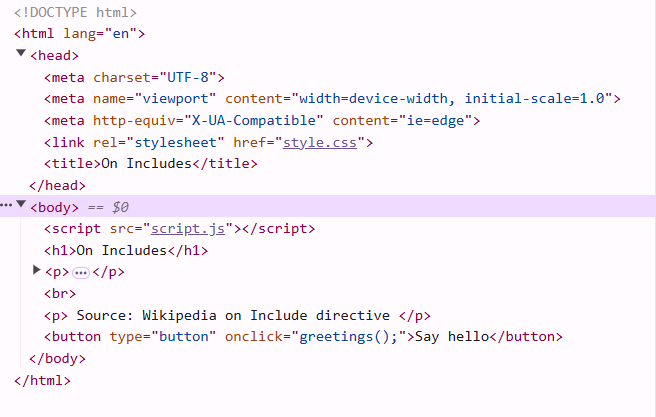 <!DOCTYPE html>
<html lang="en">
<head>
<meta charset="UTF-8">
<meta name="viewport" content="width=device-width, initial-scale=1.0">
<meta http-equiv="X-UA-Compatible" content="ie=edge">
<link rel="stylesheet" href="style.css">
<title>On Includes</title>
</head>
<body> == $0
<script src="script.js"></script>
<h1>On Includes</h1>
<p>…</p>
<br>
<p> Source: Wikipedia on Include directive </p>
<button type="button" onclick="greetings();">Say hello</button>
</body>
</html>